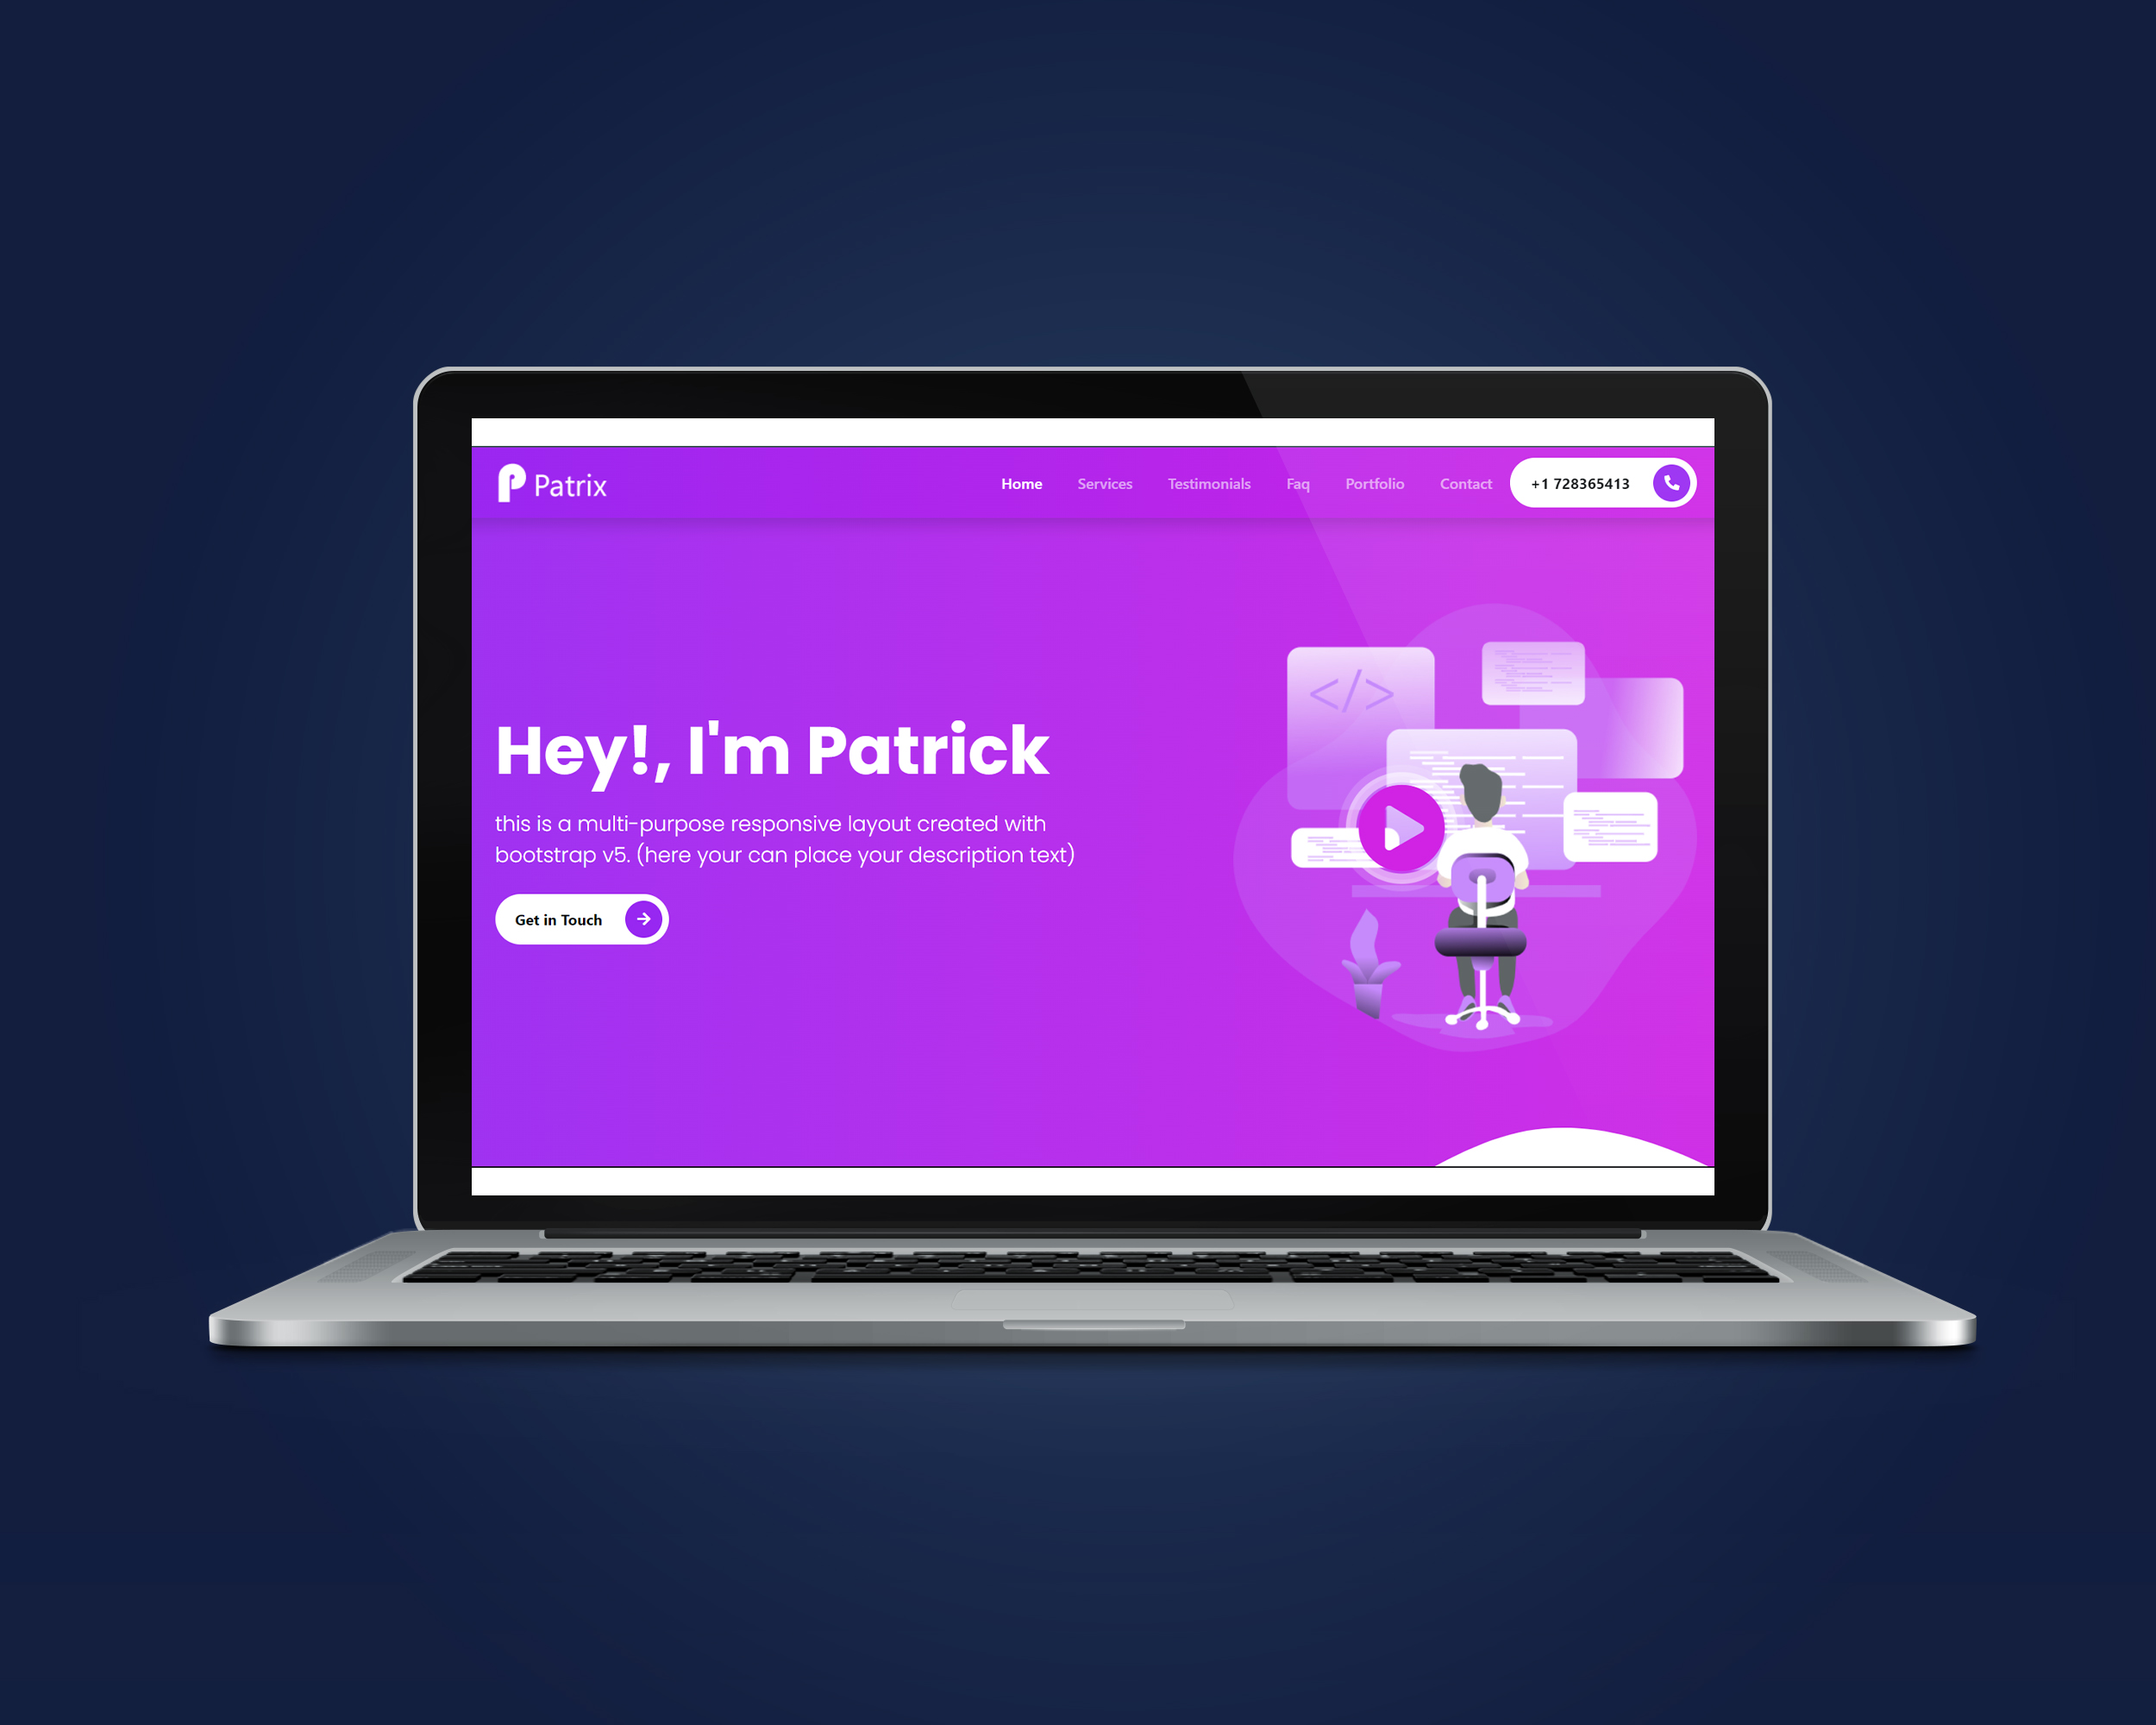 Patrix
Home Services Testimonials Faq Portfolio Contact +1 728365413
</>
Hey!, I'm Patrick
this is a multi-purpose responsive layout created with
bootstrap v5. (here your can place your description text)
Get in Touch